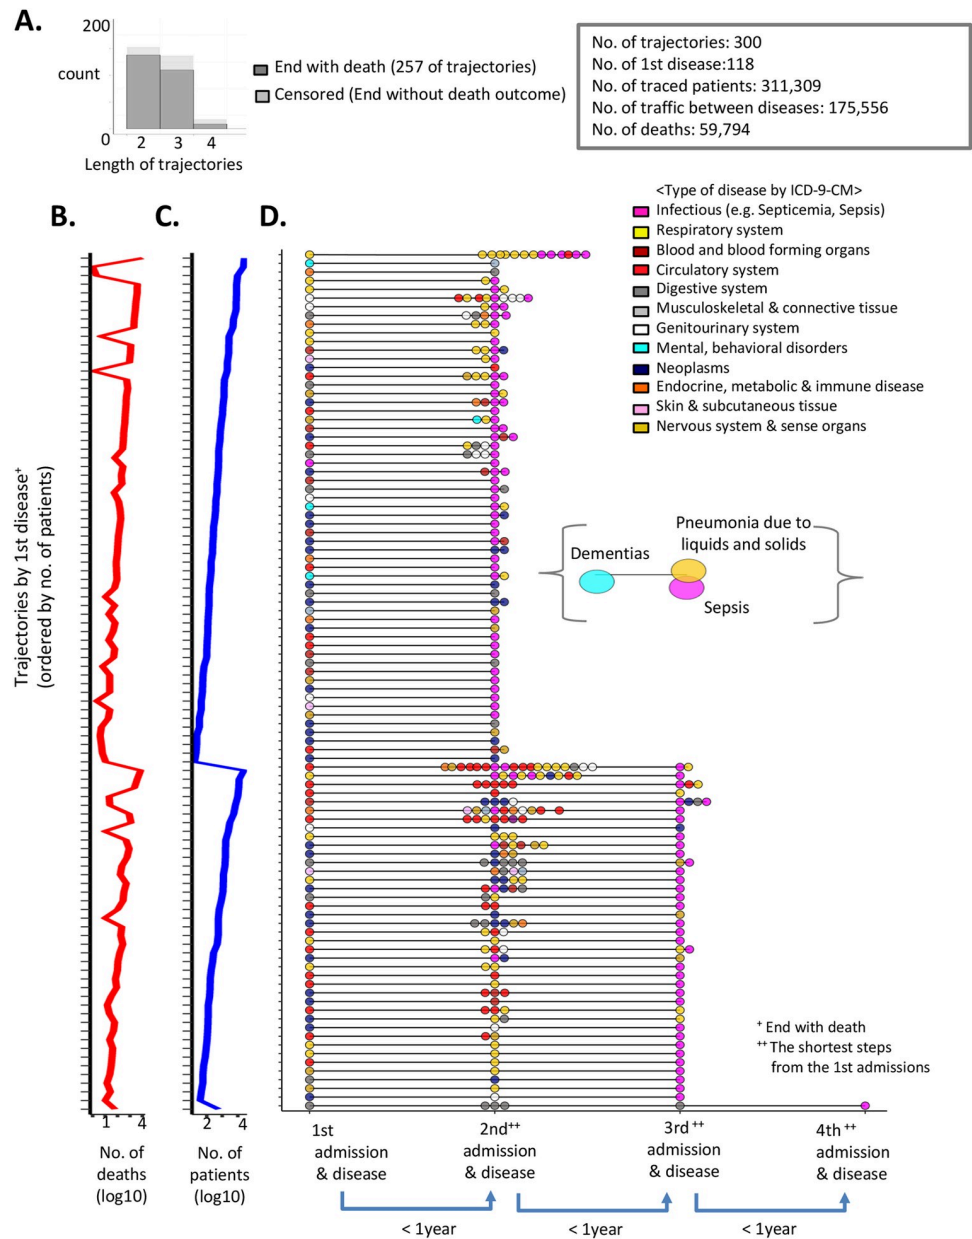 A.
200
count
0
2 3 4
Length of trajectories
End with death (257 of trajectories)
Censored (End without death outcome)
No. of trajectories: 300
No. of 1st disease:118
No. of traced patients: 311,309
No. of traffic between diseases: 175,556
No. of deaths: 59,794
B.
C.
D.
<Type of disease by ICD-9-CM>
Infectious (e.g. Septicemia, Sepsis)
Respiratory system
Blood and blood forming organs
Circulatory system
Digestive system
Musculoskeletal & connective tissue
Genitourinary system
Mental, behavioral disorders
Neoplasms
Endocrine, metabolic & immune disease
Skin & subcutaneous tissue
Nervous system & sense organs
Trajectories by 1st disease+
(ordered by no. of patients)
Pneumonia due to
liquids and solids
Dementias
Sepsis
+ End with death
++ The shortest steps
from the 1st admissions
1 4
No. of
deaths
(log10)
2 4
No. of
patients
(log10)
1st
admission
& disease
2nd++
admission
& disease
3rd++
admission
& disease
4th++
admission
& disease
< 1year
< 1year
< 1year